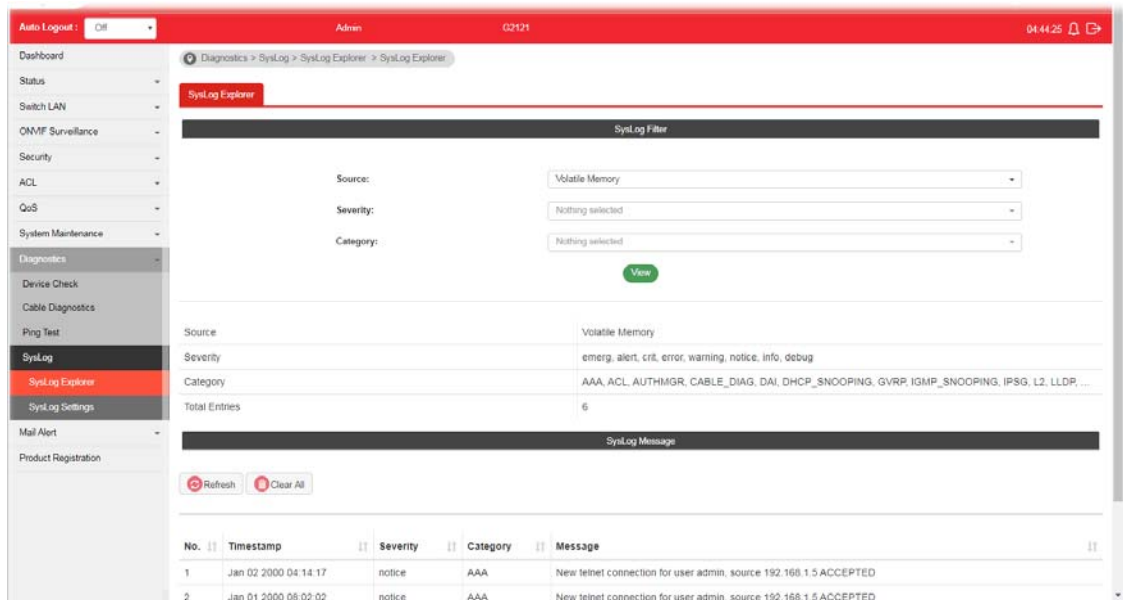 Auto Logout : Off Admin G2121 04:44:25
Dashboard
Status
Switch LAN
ONVIF Surveillance
Security
ACL
QoS
System Maintenance
Diagnostics
Device Check
Cable Diagnostics
Ping Test
SysLog
SysLog Explorer
SysLog Settings
Mail Alert
Product Registration
Diagnostics > SysLog > SysLog Explorer > SysLog Explorer
SysLog Explorer
SysLog Filter
Source: Volatile Memory
Severity: Nothing selected
Category: Nothing selected
View
Source Volatile Memory
Severity emerg, alert, crit, error, warning, notice, info, debug
Category AAA, ACL, AUTHMGR, CABLE_DIAG, DAI, DHCP_SNOOPING, GVRP, IGMP_SNOOPING, IPSG, L2, LLDP, ...
Total Entries 6
SysLog Message
Refresh Clear All
No. Timestamp Severity Category Message
1 Jan 02 2000 04:14:17 notice AAA New telnet connection for user admin, source 192.168.1.5 ACCEPTED
2 Jan 01 2000 08:02:02 notice AAA New telnet connection for user admin, source 192.168.1.5 ACCEPTED